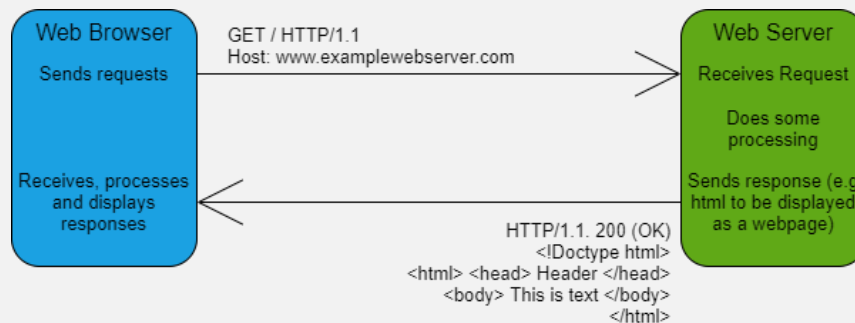 Web Browser
Sends requests
Receives, processes
and displays
responses
GET / HTTP/1.1
Host: www.examplewebserver.com
HTTP/1.1. 200 (OK)
<!Doctype html>
<html> <head> Header </head>
<body> This is text </body>
</html>
Web Server
Receives Request
Does some
processing
Sends response (e.g
html to be displayed
as a webpage)